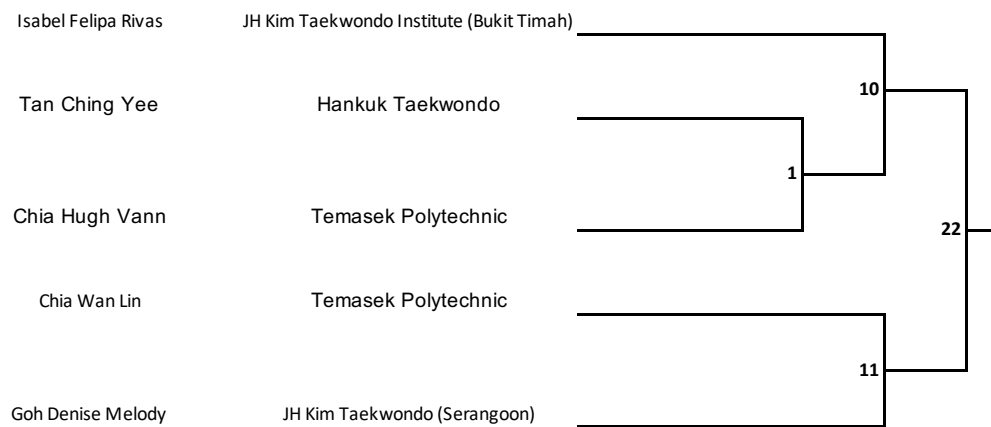 Isabel Felipa Rivas JH Kim Taekwondo Institute (Bukit Timah)
10
Tan Ching Yee Hankuk Taekwondo
1
Chia Hugh Vann Temasek Polytechnic
22
Chia Wan Lin Temasek Polytechnic
11
Goh Denise Melody JH Kim Taekwondo (Serangoon)